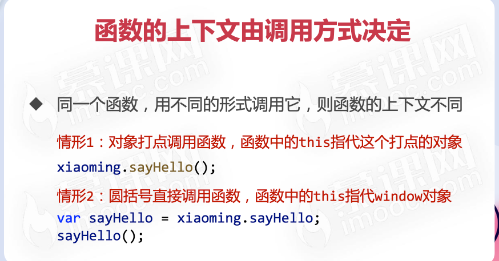 函数的上下文由调用方式决定
◆ 同一个函数，用不同的形式调用它，则函数的上下文不同
情形1：对象打点调用函数，函数中的this指代这个打点的对象
xiaoming.sayHello();
情形2：圆括号直接调用函数，函数中的this指代window对象
var sayHello = xiaoming.sayHello;
sayHello();